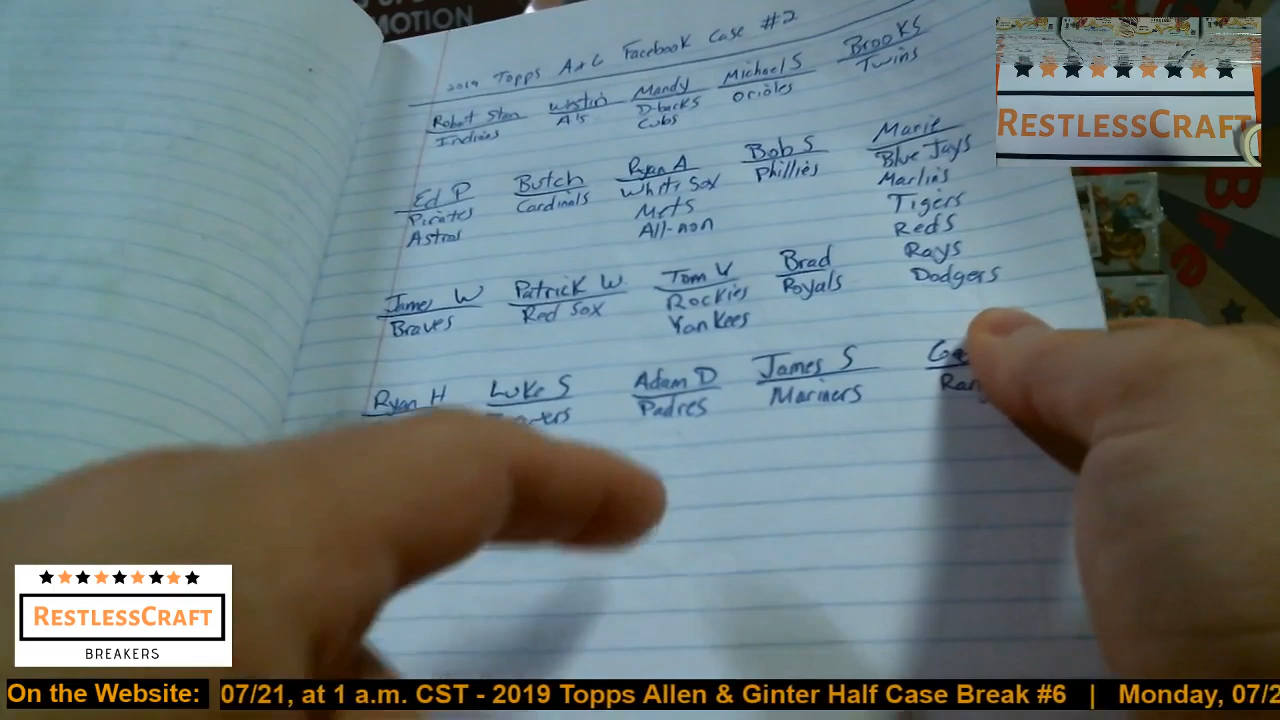 MOTION
2019 Topps A+G Facebook Case #2
Robert Stan
Indians
Westin
A's
Mandy
D-backs
Cubs
Michael S
Orioles
Brooks
Twins
Ed P
Pirates
Astros
Butch
Cardinals
Ryan A
White Sox
Mets
All-non
Bob S
Phillies
Marie
Blue Jays
Marlins
Tigers
Reds
Rays
Dodgers
James W
Braves
Patrick W
Red Sox
Tom V
Rockies
Yankees
Brad
Royals
Ryan H
Luke S
Adam D
Padres
James S
Mariners
RESTLESSCRAFT
RESTLESSCRAFT
BREAKERS
On the Website: 07/21, at 1 a.m. CST - 2019 Topps Allen & Ginter Half Case Break #6 | Monday, 07/2